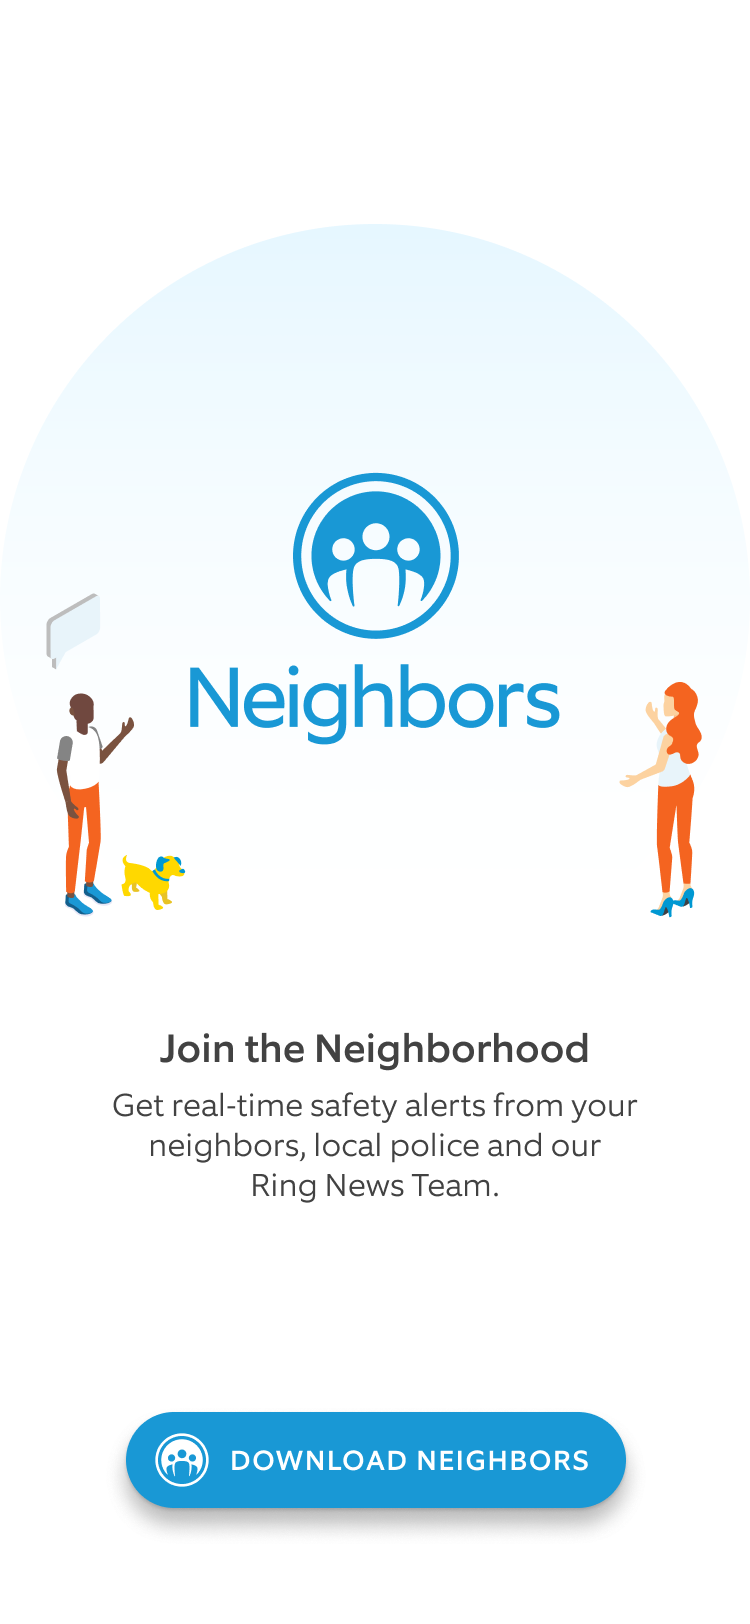 Neighbors
Join the Neighborhood
Get real-time safety alerts from your
neighbors, local police and our
Ring News Team.
DOWNLOAD NEIGHBORS